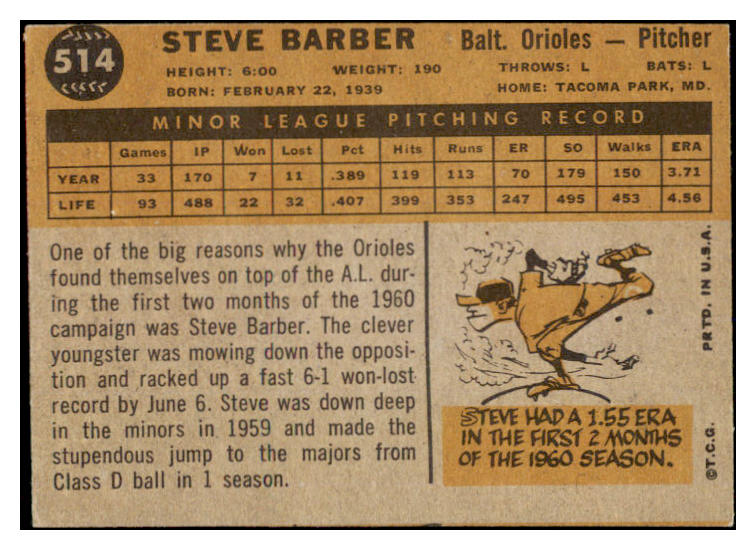 514
STEVE BARBER Balt. Orioles — Pitcher
HEIGHT: 6:00 WEIGHT: 190 THROWS: L BATS: L
BORN: FEBRUARY 22, 1939 HOME: TACOMA PARK, MD.
MINOR LEAGUE PITCHING RECORD
Games IP Won Lost Pct Hits Runs ER SO Walks ERA
YEAR 33 170 7 11 .389 119 113 70 179 150 3.71
LIFE 93 488 22 32 .407 399 353 247 495 453 4.56
One of the big reasons why the Orioles
found themselves on top of the A.L. dur-
ing the first two months of the 1960
campaign was Steve Barber. The clever
youngster was mowing down the opposi-
tion and racked up a fast 6-1 won-lost
record by June 6. Steve was down deep
in the minors in 1959 and made the
stupendous jump to the majors from
Class D ball in 1 season.
STEVE HAD A 1.55 ERA
IN THE FIRST 2 MONTHS
OF THE 1960 SEASON.
©T.C.G. PRTD. IN U.S.A.